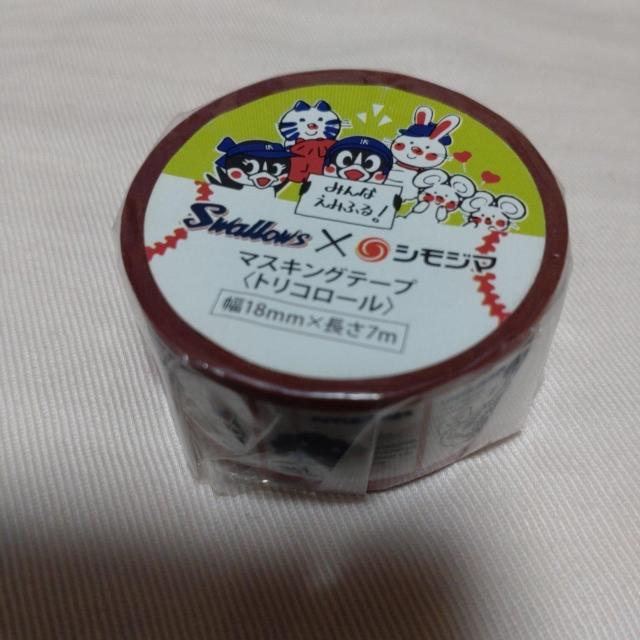 みんな
えみふる!
Swallows × シモジマ
マスキングテープ
〈トリコロール〉
幅18mm×長さ7m